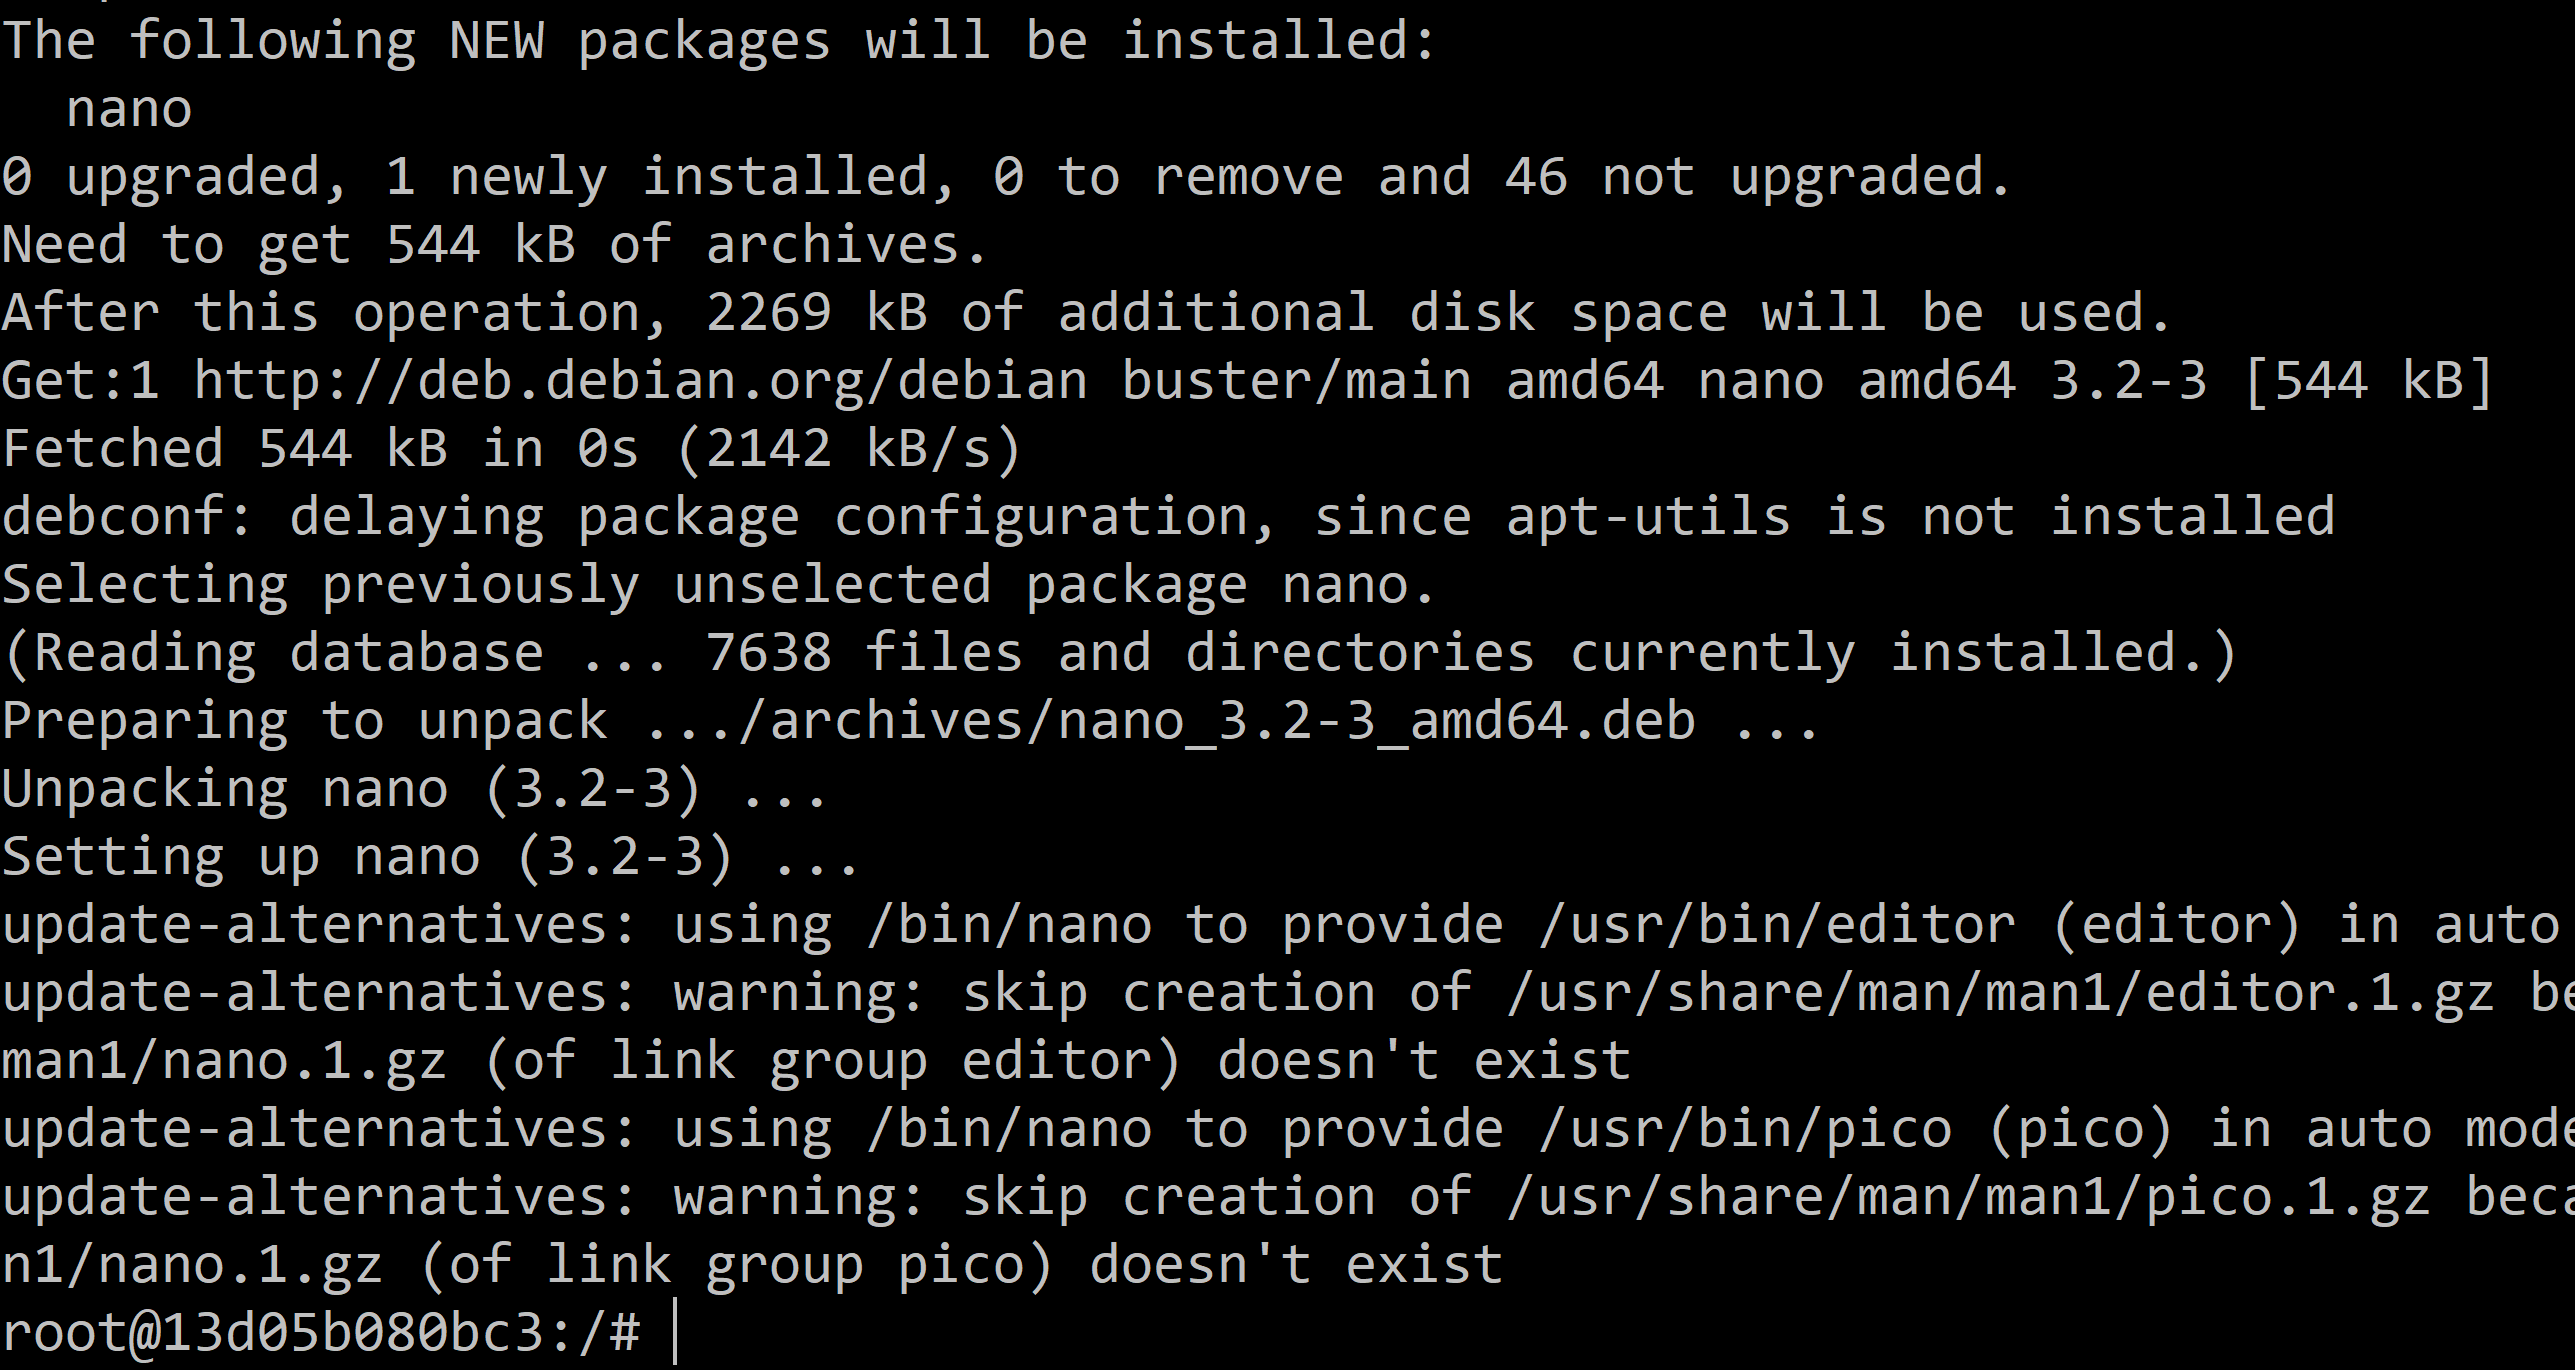 The following NEW packages will be installed:
  nano
0 upgraded, 1 newly installed, 0 to remove and 46 not upgraded.
Need to get 544 kB of archives.
After this operation, 2269 kB of additional disk space will be used.
Get:1 http://deb.debian.org/debian buster/main amd64 nano amd64 3.2-3 [544 kB]
Fetched 544 kB in 0s (2142 kB/s)
debconf: delaying package configuration, since apt-utils is not installed
Selecting previously unselected package nano.
(Reading database ... 7638 files and directories currently installed.)
Preparing to unpack .../archives/nano_3.2-3_amd64.deb ...
Unpacking nano (3.2-3) ...
Setting up nano (3.2-3) ...
update-alternatives: using /bin/nano to provide /usr/bin/editor (editor) in auto
update-alternatives: warning: skip creation of /usr/share/man/man1/editor.1.gz be
man1/nano.1.gz (of link group editor) doesn't exist
update-alternatives: using /bin/nano to provide /usr/bin/pico (pico) in auto mode
update-alternatives: warning: skip creation of /usr/share/man/man1/pico.1.gz beca
n1/nano.1.gz (of link group pico) doesn't exist
root@13d05b080bc3:/#